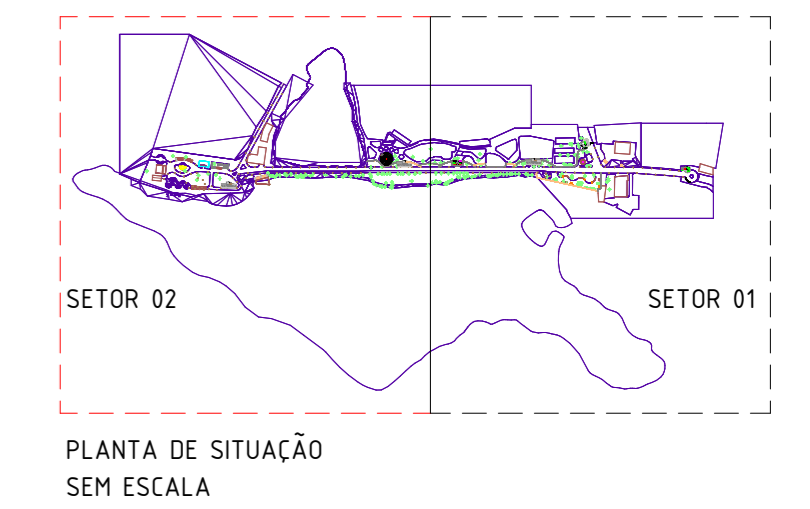 SETOR 02
SETOR 01
PLANTA DE SITUAÇÃO
SEM ESCALA